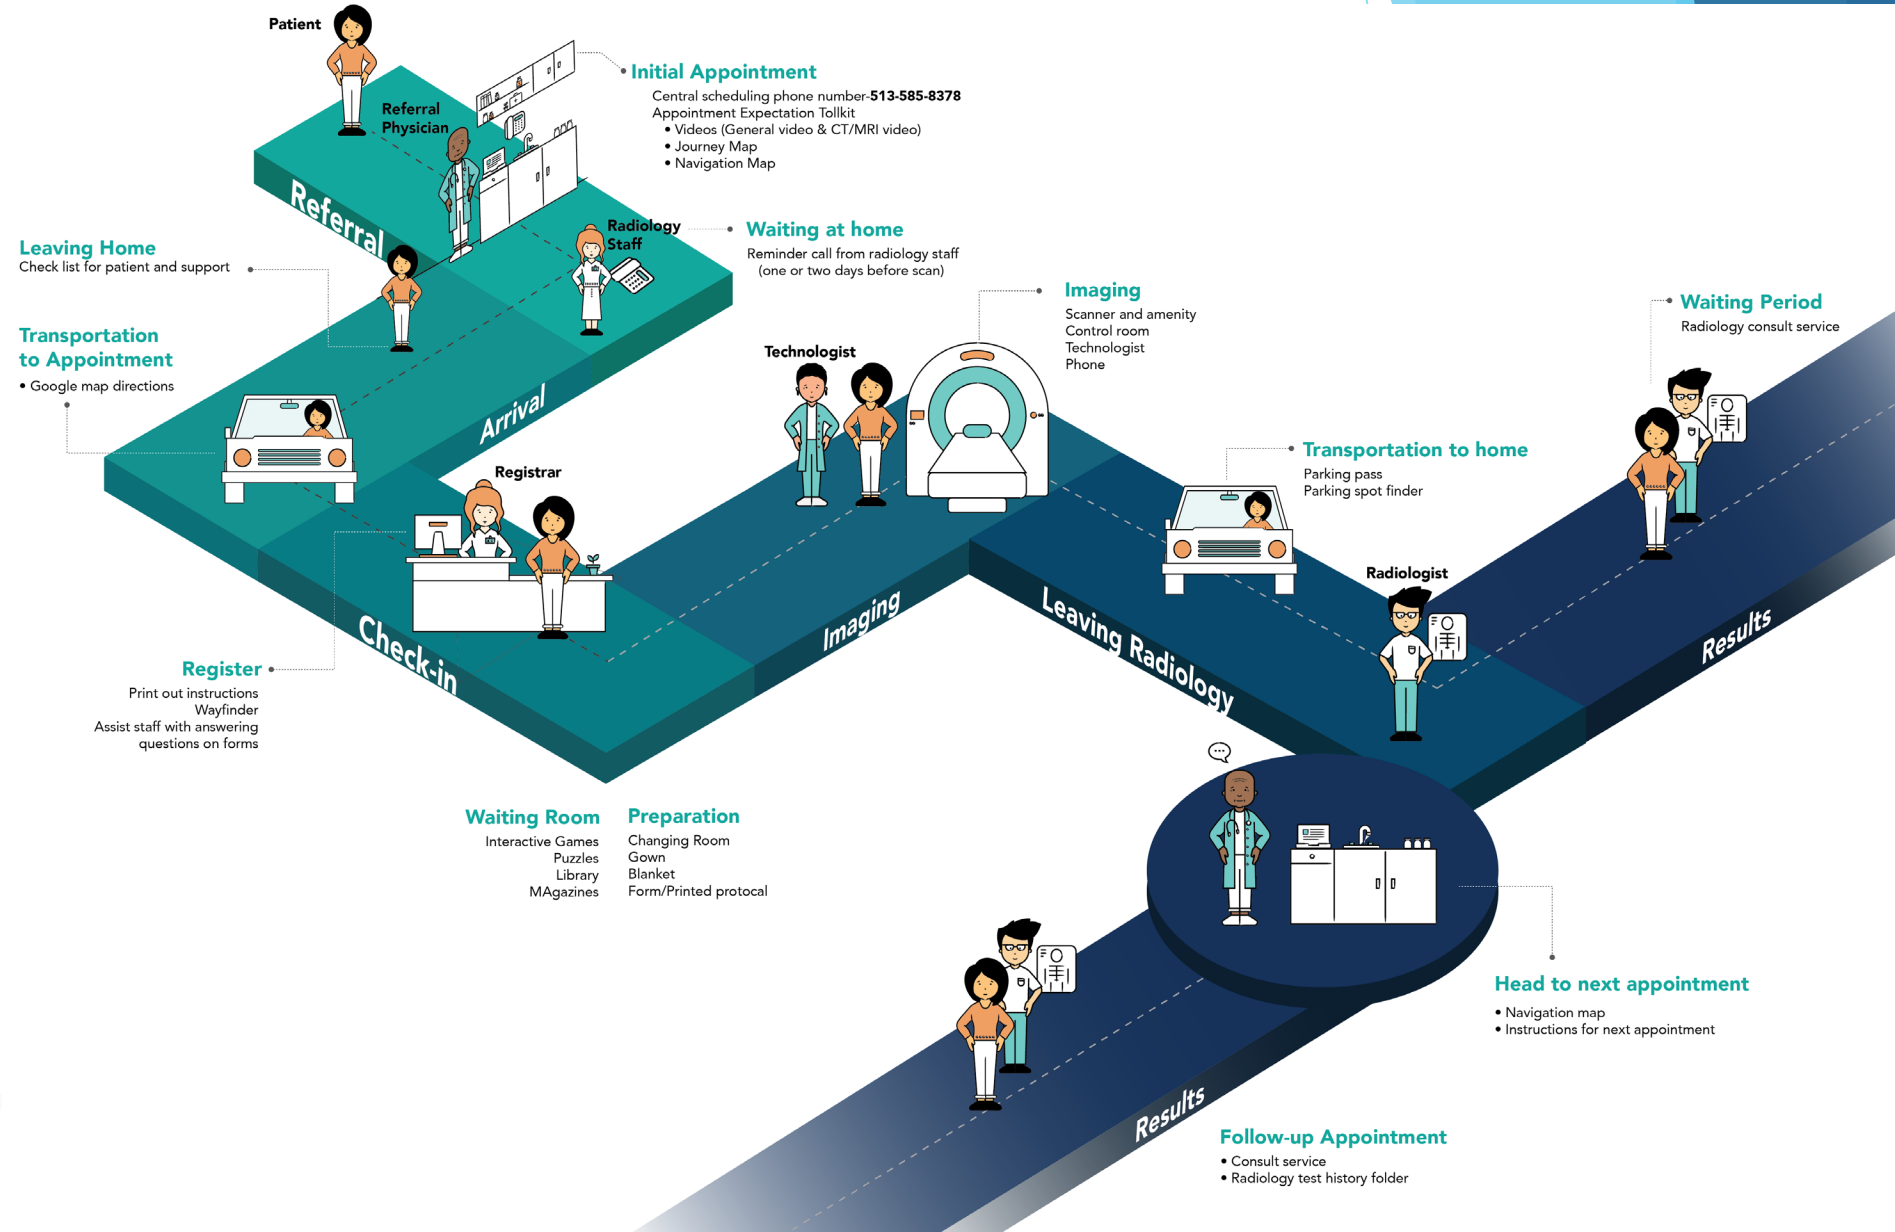 Patient
Referral
Physician
Initial Appointment
Central scheduling phone number-513-585-8378
Appointment Expectation Tollkit
• Videos (General video & CT/MRI video)
• Journey Map
• Navigation Map
Referral
Radiology
Staff
Waiting at home
Reminder call from radiology staff
(one or two days before scan)
Leaving Home
Check list for patient and support
Transportation
to Appointment
• Google map directions
Arrival
Registrar
Register
Print out instructions
Wayfinder
Assist staff with answering
questions on forms
Check-in
Waiting Room
Interactive Games
Puzzles
Library
MAgazines
Preparation
Changing Room
Gown
Blanket
Form/Printed protocal
Technologist
Imaging
Scanner and amenity
Control room
Technologist
Phone
Imaging
Transportation to home
Parking pass
Parking spot finder
Leaving Radiology
Radiologist
Waiting Period
Radiology consult service
Results
Head to next appointment
• Navigation map
• Instructions for next appointment
Results
Follow-up Appointment
• Consult service
• Radiology test history folder